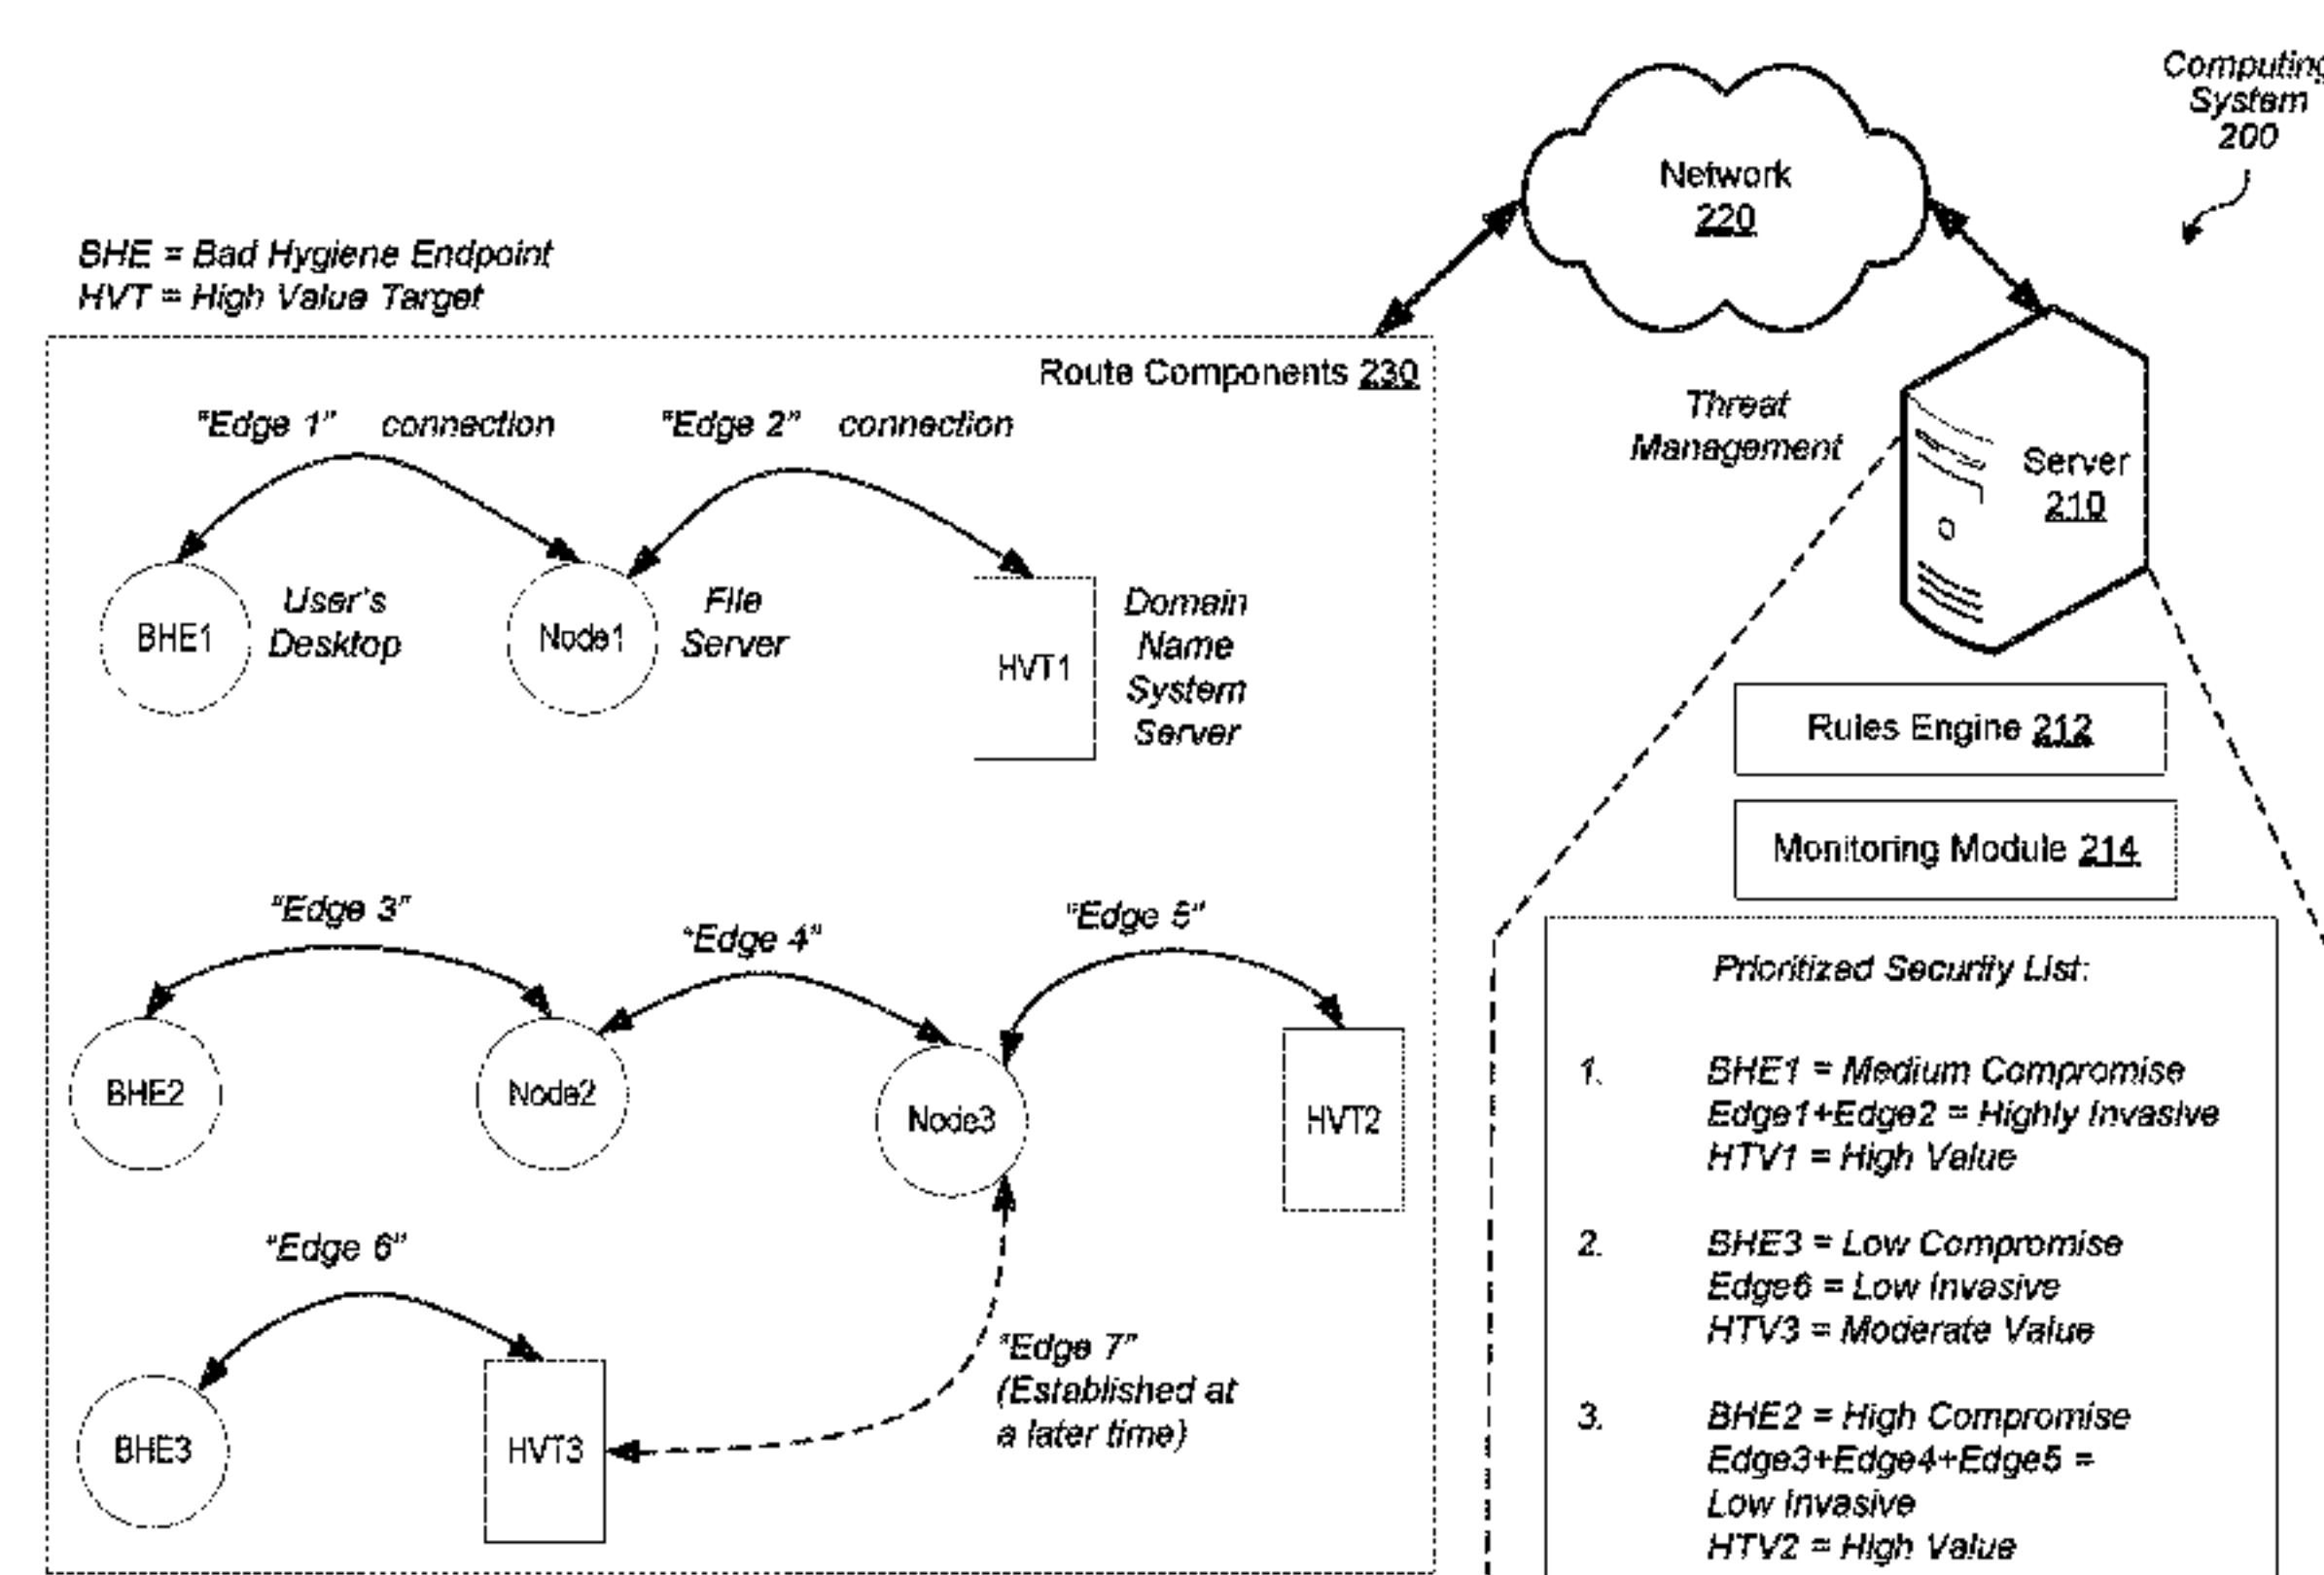 Computing
System
200
Network
220
BHE = Bad Hygiene Endpoint
HVT = High Value Target
Route Components 230
"Edge 1" connection
"Edge 2" connection
BHE1
User's
Desktop
Node1
File
Server
HVT1
Domain
Name
System
Server
"Edge 3"
"Edge 4"
"Edge 5"
BHE2
Node2
Node3
HVT2
"Edge 6"
"Edge 7"
(Established at
a later time)
BHE3
HVT3
Threat
Management
Server
210
Rules Engine 212
Monitoring Module 214
Prioritized Security List:
1. BHE1 = Medium Compromise
Edge1+Edge2 = Highly Invasive
HTV1 = High Value
2. BHE3 = Low Compromise
Edge6 = Low Invasive
HTV3 = Moderate Value
3. BHE2 = High Compromise
Edge3+Edge4+Edge5 =
Low Invasive
HTV2 = High Value